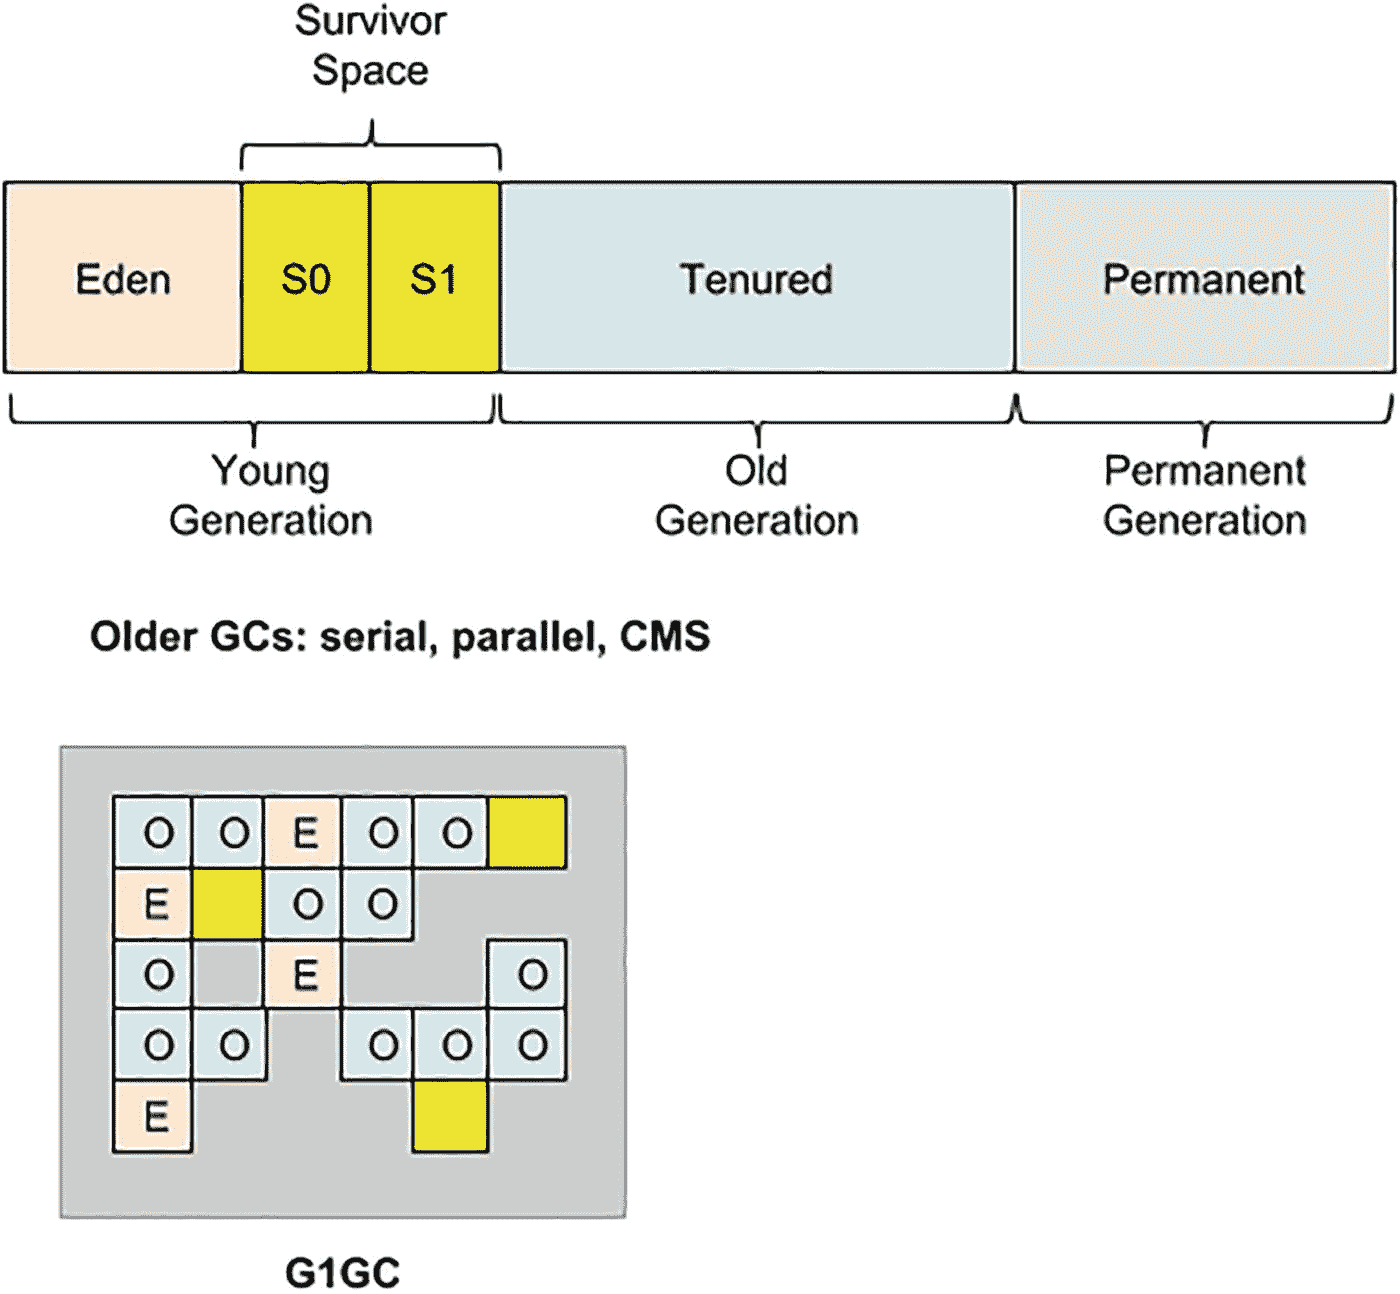 Survivor
Space
Eden S0 S1 Tenured Permanent
Young
Generation
Old
Generation
Permanent
Generation
Older GCs: serial, parallel, CMS
O O E O O
E O O
O E O
O O O O O
E
G1GC